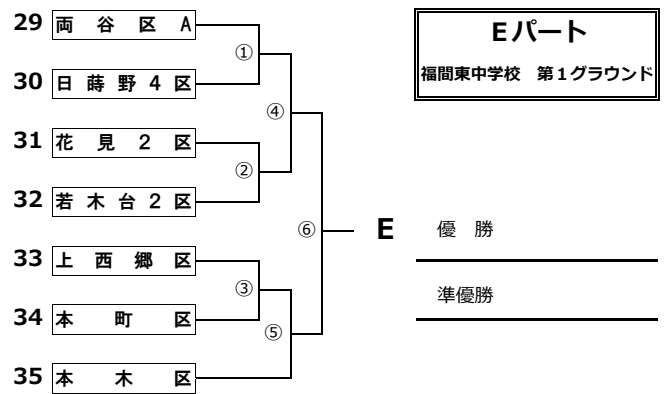 Eパート
福間東中学校　第１グラウンド
29 両谷区A
①
30 日蒔野４区
④
31 花見２区
②
32 若木台２区
⑥
E
優　勝
33 上西郷区
③
準優勝
34 本町区
⑤
35 本木区